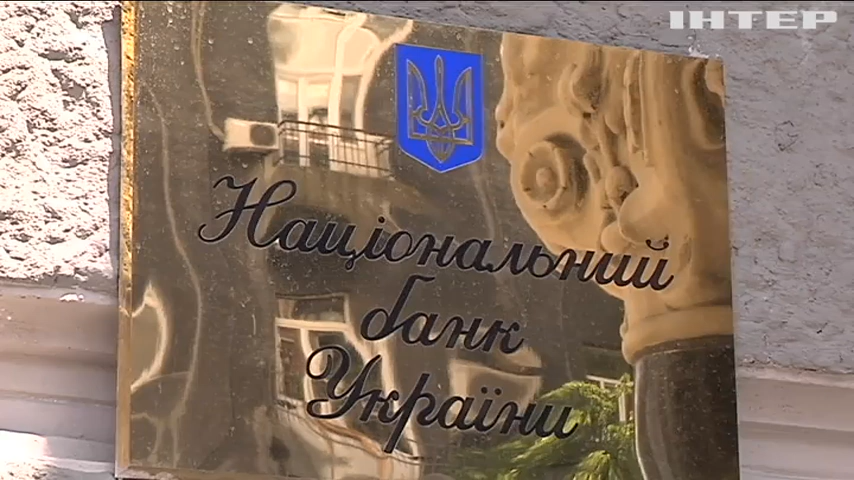 ІНТЕР
Національний
банк
України